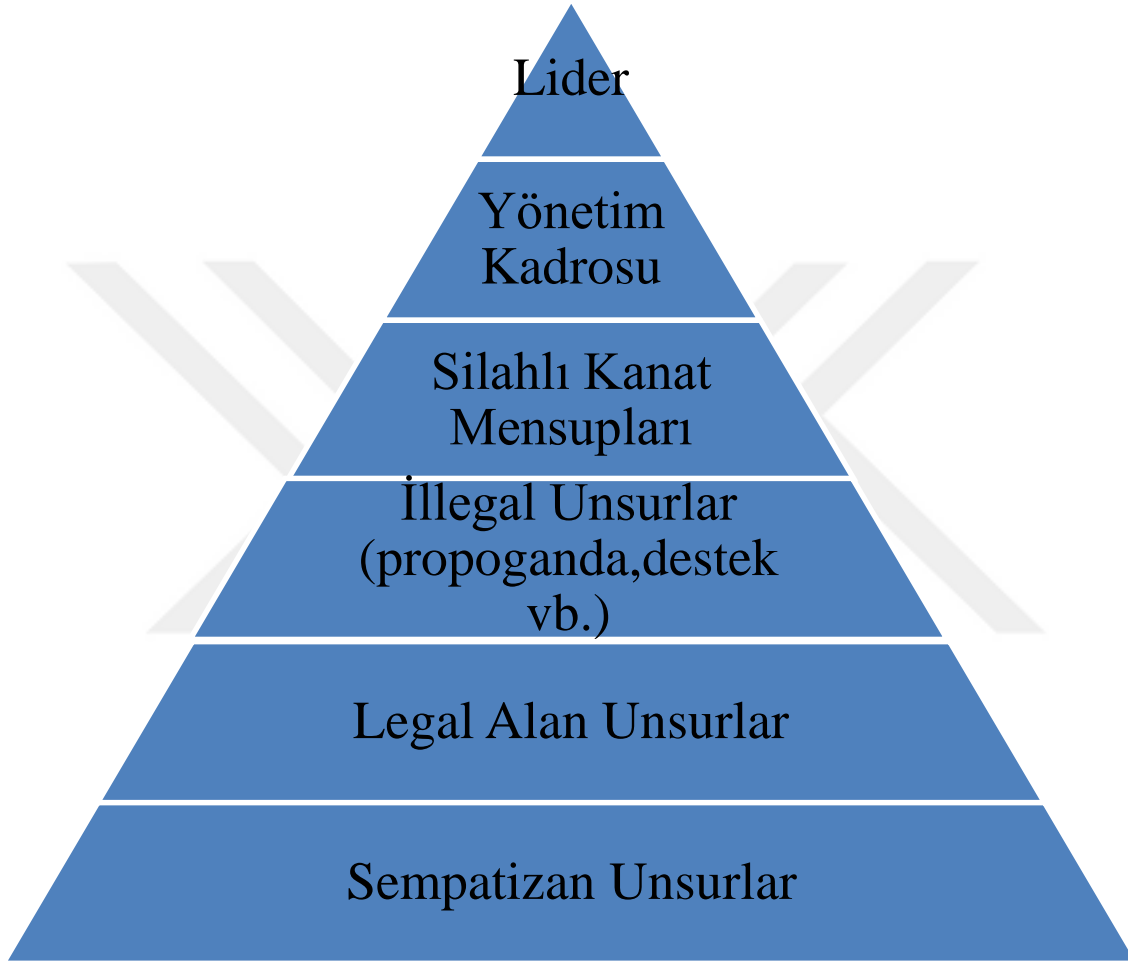 Lider
Yönetim
Kadrosu
Silahlı Kanat
Mensupları
İllegal Unsurlar
(propoganda,destek
vb.)
Legal Alan Unsurlar
Sempatizan Unsurlar